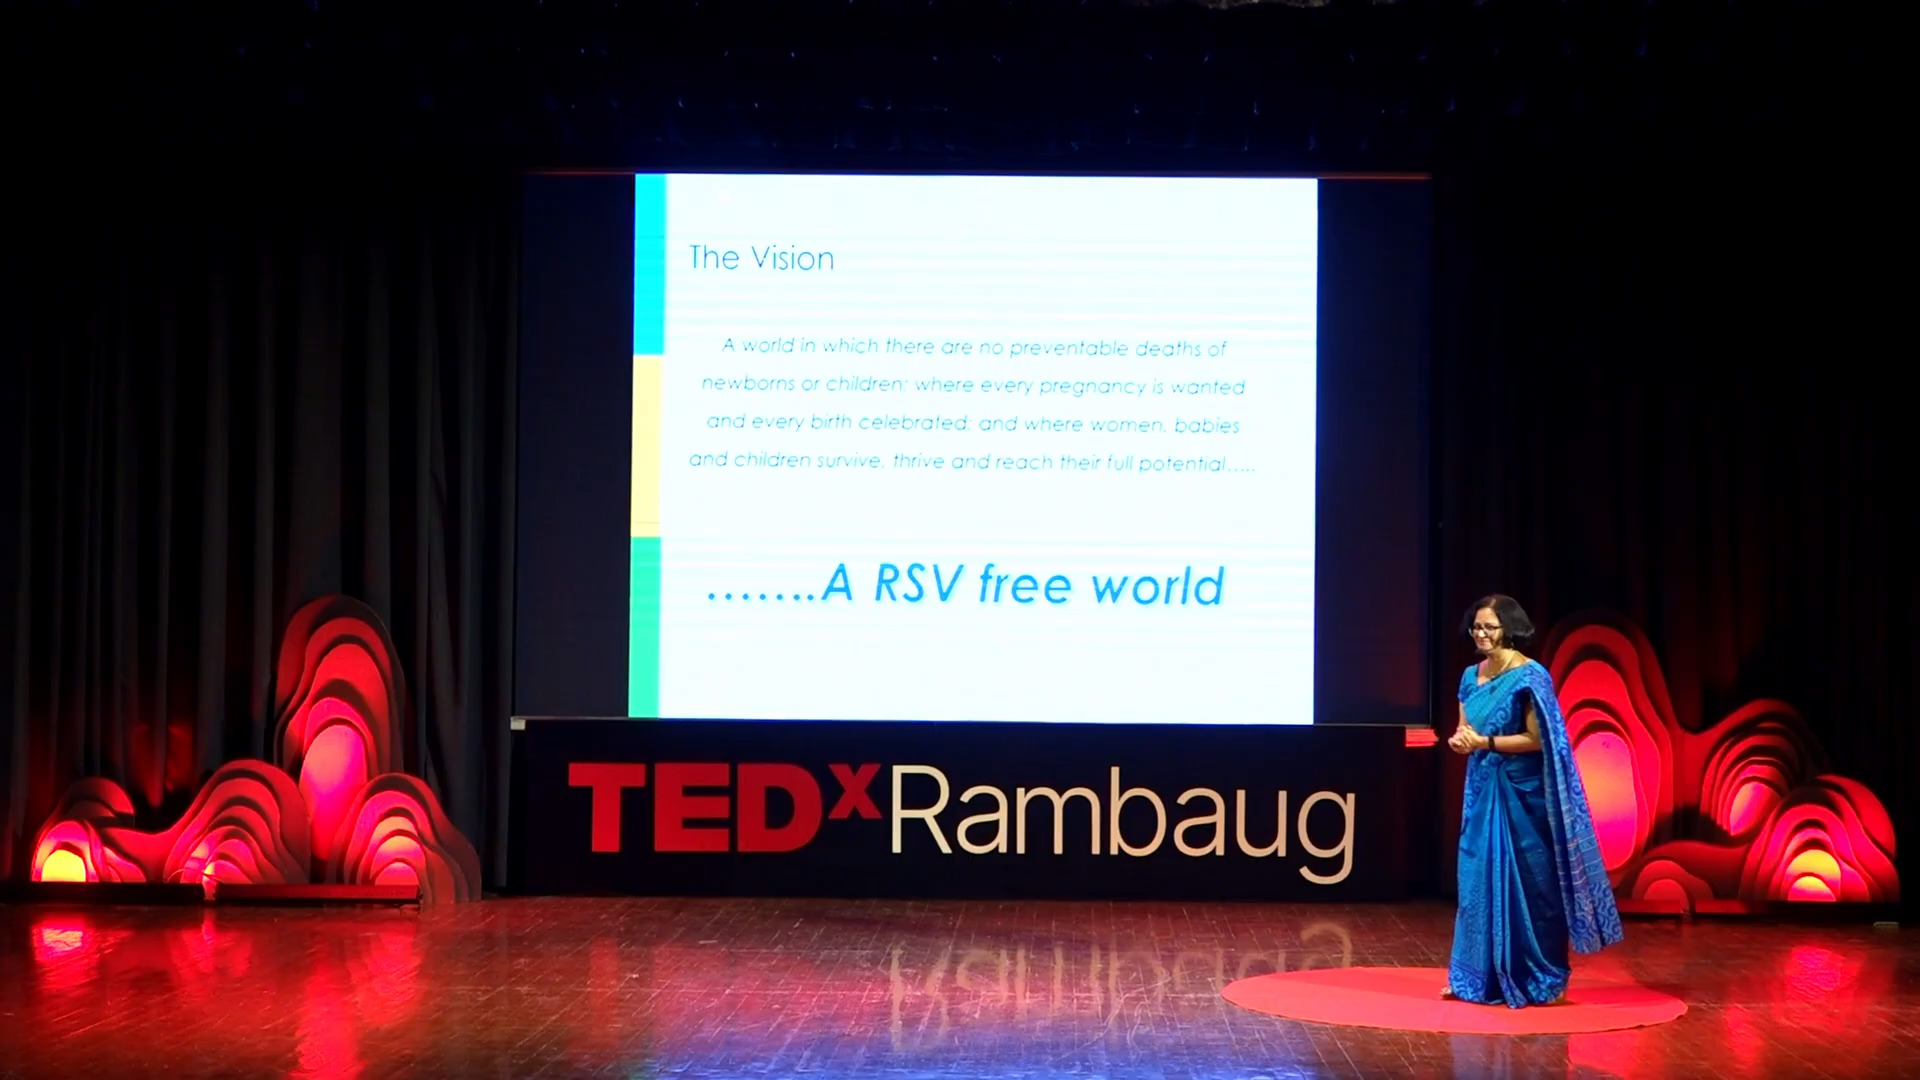 The Vision
A world in which there are no preventable deaths of
newborns or children; where every pregnancy is wanted
and every birth celebrated; and where women, babies
and children survive, thrive and reach their full potential.....
.......A RSV free world
TEDxRambaug